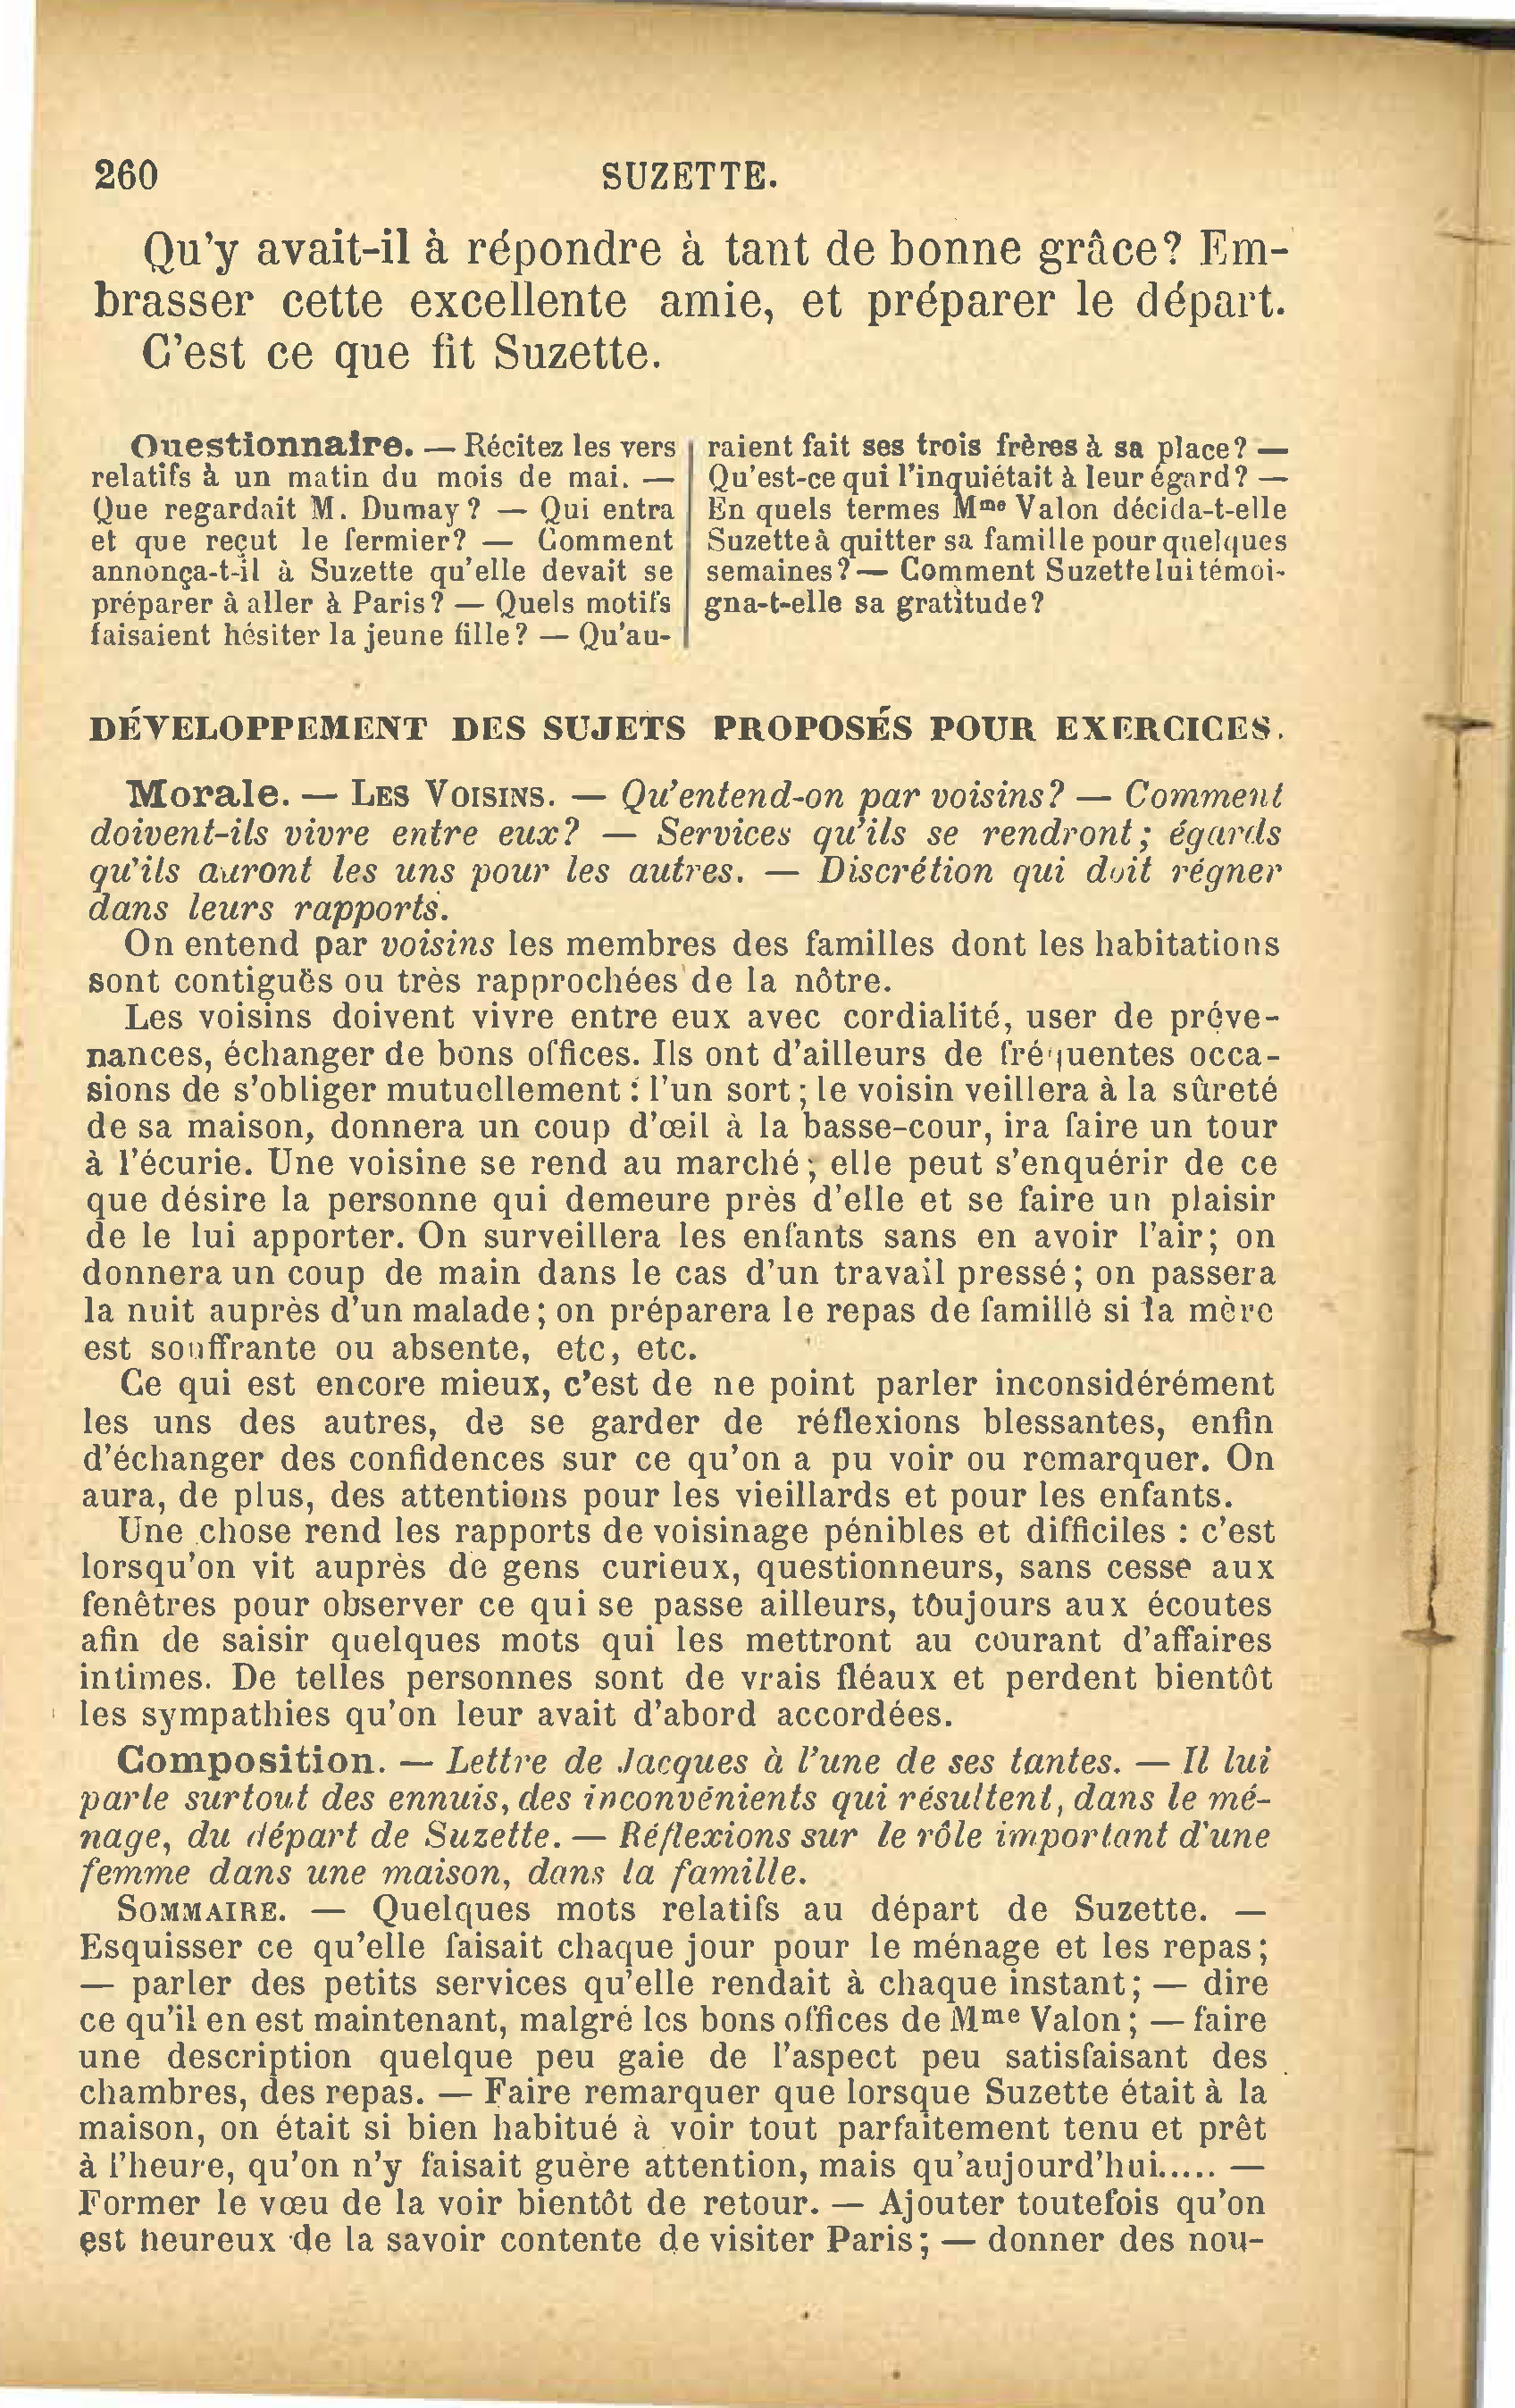 260 SUZETTE.
Qu'y avait-il à répondre à tant de bonne grâce? Em-
brasser cette excellente amie, et préparer le départ.
C'est ce que fit Suzette.
Questionnaire. — Récitez les vers
relatifs à un matin du mois de mai. —
Que regardait M. Dumay? — Qui entra
et que reçut le fermier? — Comment
annonça-t-il à Suzette qu'elle devait se
préparer à aller à Paris? — Quels motifs
faisaient hésiter la jeune fille? — Qu'au-
raient fait ses trois frères à sa place? —
Qu'est-ce qui l'inquiétait à leur égard? —
En quels termes Mme Valon décida-t-elle
Suzette à quitter sa famille pour quelques
semaines? — Comment Suzette lui témoi-
gna-t-elle sa gratitude?
DÉVELOPPEMENT DES SUJETS PROPOSÉS POUR EXERCICES.
Morale. — LES VOISINS. — Qu'entend-on par voisins? — Comment
doivent-ils vivre entre eux? — Services qu'ils se rendront; égards
qu'ils auront les uns pour les autres. — Discrétion qui doit régner
dans leurs rapports.
On entend par voisins les membres des familles dont les habitations
sont contiguës ou très rapprochées de la nôtre.
Les voisins doivent vivre entre eux avec cordialité, user de préve-
nances, échanger de bons offices. Ils ont d'ailleurs de fréquentes occa-
sions de s'obliger mutuellement : l'un sort; le voisin veillera à la sûreté
de sa maison, donnera un coup d'œil à la basse-cour, ira faire un tour
à l'écurie. Une voisine se rend au marché; elle peut s'enquérir de ce
que désire la personne qui demeure près d'elle et se faire un plaisir
de le lui apporter. On surveillera les enfants sans en avoir l'air; on
donnera un coup de main dans le cas d'un travail pressé; on passera
la nuit auprès d'un malade; on préparera le repas de famille si la mère
est souffrante ou absente, etc, etc.
Ce qui est encore mieux, c'est de ne point parler inconsidérément
les uns des autres, de se garder de réflexions blessantes, enfin
d'échanger des confidences sur ce qu'on a pu voir ou remarquer. On
aura, de plus, des attentions pour les vieillards et pour les enfants.
Une chose rend les rapports de voisinage pénibles et difficiles : c'est
lorsqu'on vit auprès de gens curieux, questionneurs, sans cesse aux
fenêtres pour observer ce qui se passe ailleurs, toujours aux écoutes
afin de saisir quelques mots qui les mettront au courant d'affaires
intimes. De telles personnes sont de vrais fléaux et perdent bientôt
les sympathies qu'on leur avait d'abord accordées.
Composition. — Lettre de Jacques à l'une de ses tantes. — Il lui
parle surtout des ennuis, des inconvénients qui résultent, dans le mé-
nage, du départ de Suzette. — Réflexions sur le rôle important d'une
femme dans une maison, dans la famille.
SOMMAIRE. — Quelques mots relatifs au départ de Suzette. —
Esquisser ce qu'elle faisait chaque jour pour le ménage et les repas;
— parler des petits services qu'elle rendait à chaque instant; — dire
ce qu'il en est maintenant, malgré les bons offices de Mme Valon; — faire
une description quelque peu gaie de l'aspect peu satisfaisant des
chambres, des repas. — Faire remarquer que lorsque Suzette était à la
maison, on était si bien habitué à voir tout parfaitement tenu et prêt
à l'heure, qu'on n'y faisait guère attention, mais qu'aujourd'hui..... —
Former le vœu de la voir bientôt de retour. — Ajouter toutefois qu'on
est heureux de la savoir contente de visiter Paris; — donner des nou-